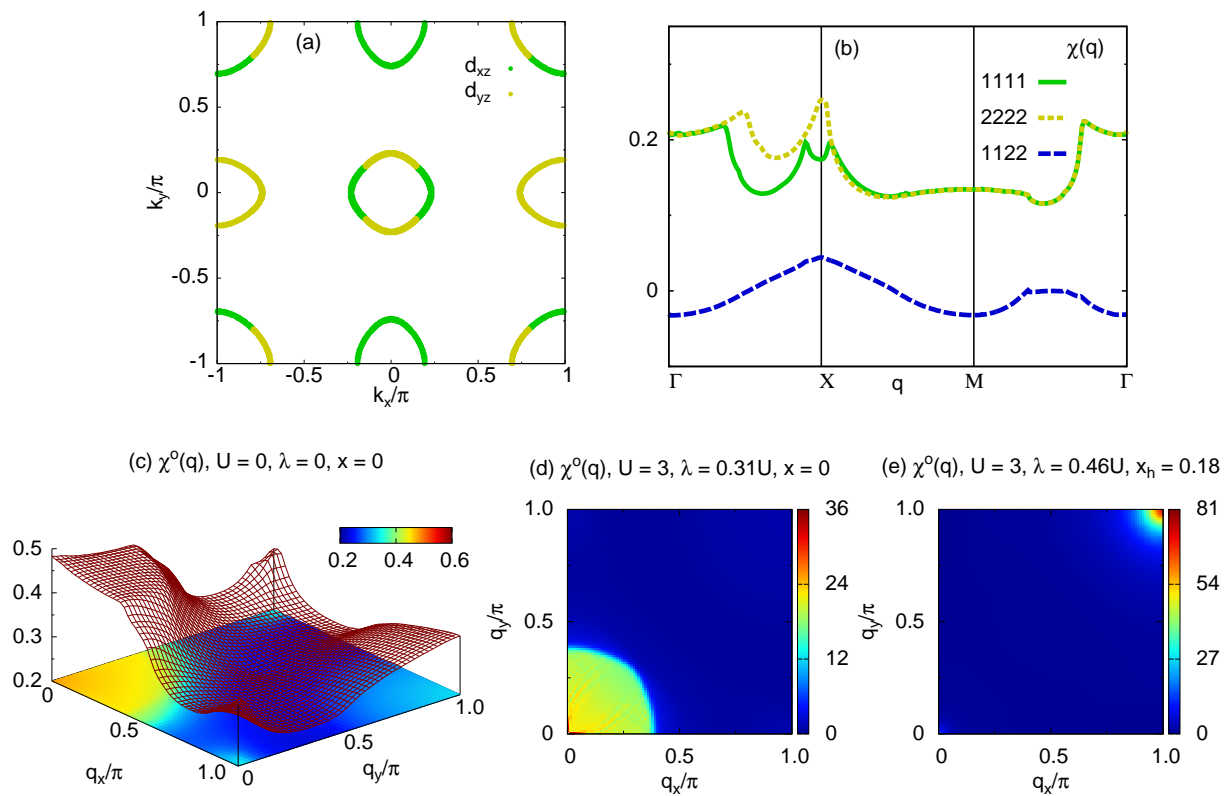 (a)
d_xz
d_yz
1
0.5
0
-0.5
-1
k_y/π
-1 -0.5 0 0.5 1
k_x/π
(b)
χ(q)
1111
2222
1122
0.2
0
Γ X q M Γ
(c) χ^o(q), U = 0, λ = 0, x = 0
0.2 0.4 0.6
0.5
0.4
0.3
0.2
0.5
1.0
q_x/π
0
0.5
1.0
q_y/π
(d) χ^o(q), U = 3, λ = 0.31U, x = 0
1.0
0.5
0
q_y/π
0 0.5 1.0
q_x/π
36
24
12
0
(e) χ^o(q), U = 3, λ = 0.46U, x_h = 0.18
1.0
0.5
0
q_y/π
0 0.5 1.0
q_x/π
81
54
27
0